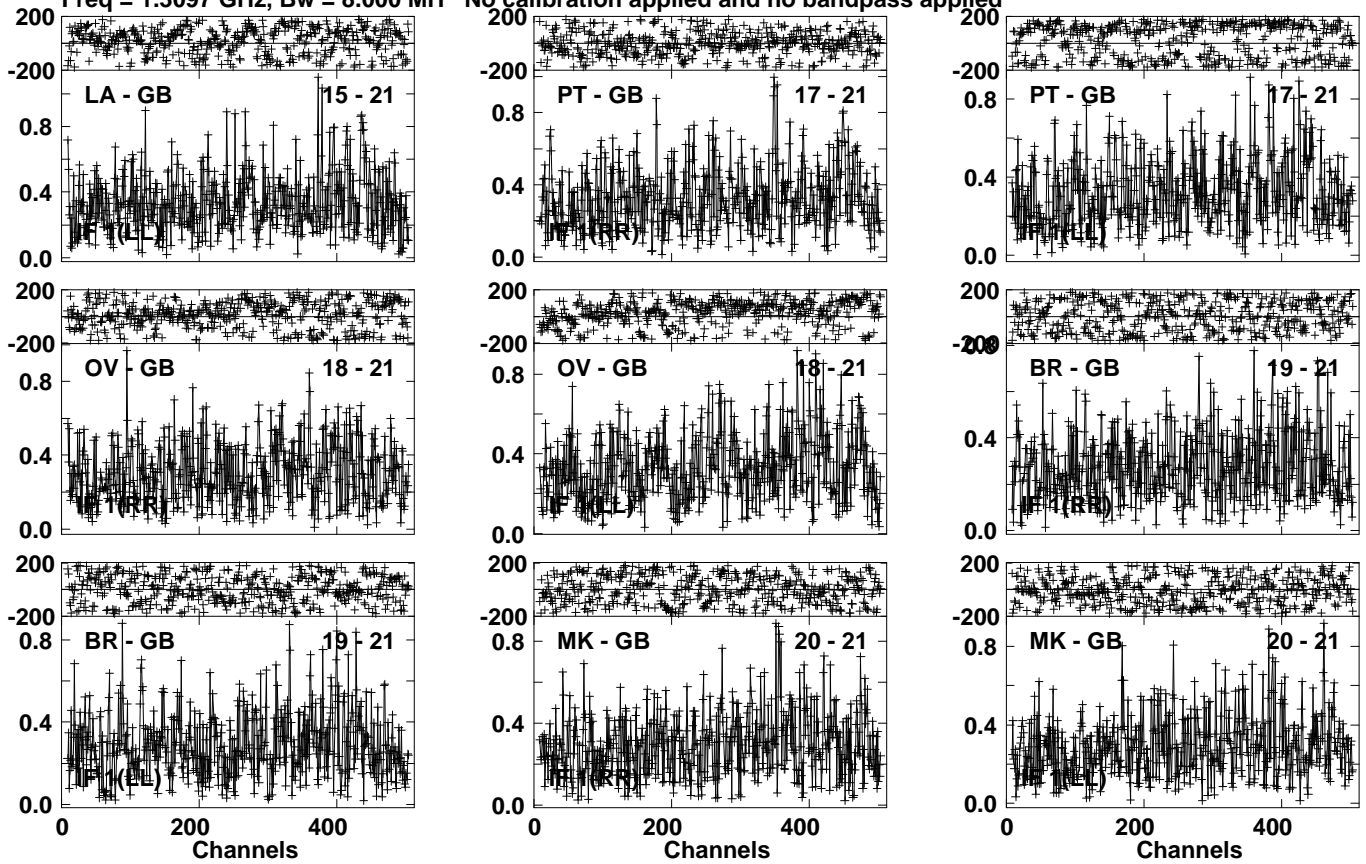 Freq = 1.3097 GHz, Bw = 8.000 MH No calibration applied and no bandpass applied
200 200 200
-200 -200 -200
LA - GB 15 - 21 PT - GB 17 - 21 PT - GB 17 - 21
0.8 0.8 0.8
0.4 0.4 0.4
IF 1(LL) IF 1(RR) IF 1(LL)
0.0 0.0 0.0
200 200 200
-200 -200 -200
0.8
OV - GB 18 - 21 OV - GB 18 - 21 BR - GB 19 - 21
0.8 0.8
0.4 0.4 0.4
IF 1(RR) IF 1(LL) IF 1(RR)
0.0 0.0 0.0
200 200 200
-200 -200 -200
BR - GB 19 - 21 MK - GB 20 - 21 MK - GB 20 - 21
0.8 0.8 0.8
0.4 0.4 0.4
IF 1(LL) IF 1(RR) IF 1(LL)
0.0 0.0 0.0
0 200 400 0 200 400 0 200 400
Channels Channels Channels